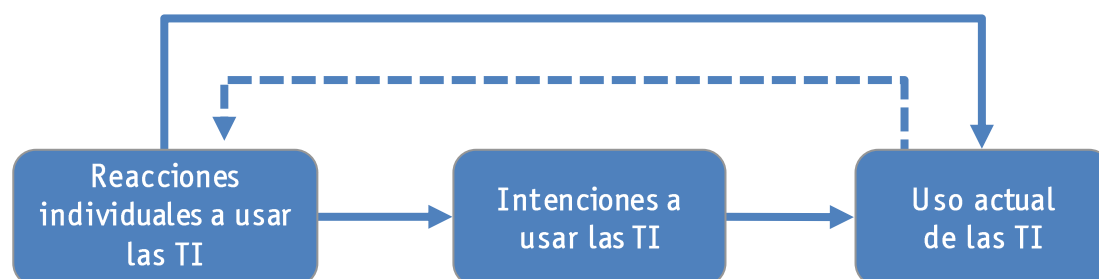 Reacciones
individuales a usar
las TI
Intenciones a
usar las TI
Uso actual
de las TI